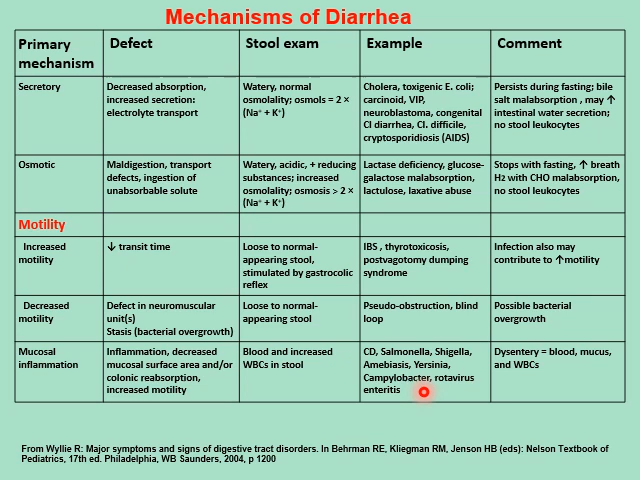 Mechanisms of Diarrhea
Primary mechanism
Defect
Stool exam
Example
Comment
Secretory
Decreased absorption,
increased secretion:
electrolyte transport
Watery, normal
osmolality; osmols = 2 ×
(Na⁺ + K⁺)
Cholera, toxigenic E. coli;
carcinoid, VIP,
neuroblastoma, congenital
Cl diarrhea, Cl. difficile,
cryptosporidiosis (AIDS)
Persists during fasting; bile
salt malabsorption , may ↑
intestinal water secretion;
no stool leukocytes
Osmotic
Maldigestion, transport
defects, ingestion of
unabsorbable solute
Watery, acidic, + reducing
substances; increased
osmolality; osmosis > 2 ×
(Na⁺ + K⁺)
Lactase deficiency, glucose-
galactose malabsorption,
lactulose, laxative abuse
Stops with fasting, ↑ breath
H2 with CHO malabsorption,
no stool leukocytes
Motility
Increased
motility
↓ transit time
Loose to normal-
appearing stool,
stimulated by gastrocolic
reflex
IBS , thyrotoxicosis,
postvagotomy dumping
syndrome
Infection also may
contribute to ↑motility
Decreased
motility
Defect in neuromuscular
unit(s)
Stasis (bacterial overgrowth)
Loose to normal-
appearing stool
Pseudo-obstruction, blind
loop
Possible bacterial
overgrowth
Mucosal
inflammation
Inflammation, decreased
mucosal surface area and/or
colonic reabsorption,
increased motility
Blood and increased
WBCs in stool
CD, Salmonella, Shigella,
Amebiasis, Yersinia,
Campylobacter, rotavirus
enteritis
Dysentery = blood, mucus,
and WBCs
From Wyllie R: Major symptoms and signs of digestive tract disorders. In Behrman RE, Kliegman RM, Jenson HB (eds): Nelson Textbook of
Pediatrics, 17th ed. Philadelphia, WB Saunders, 2004, p 1200